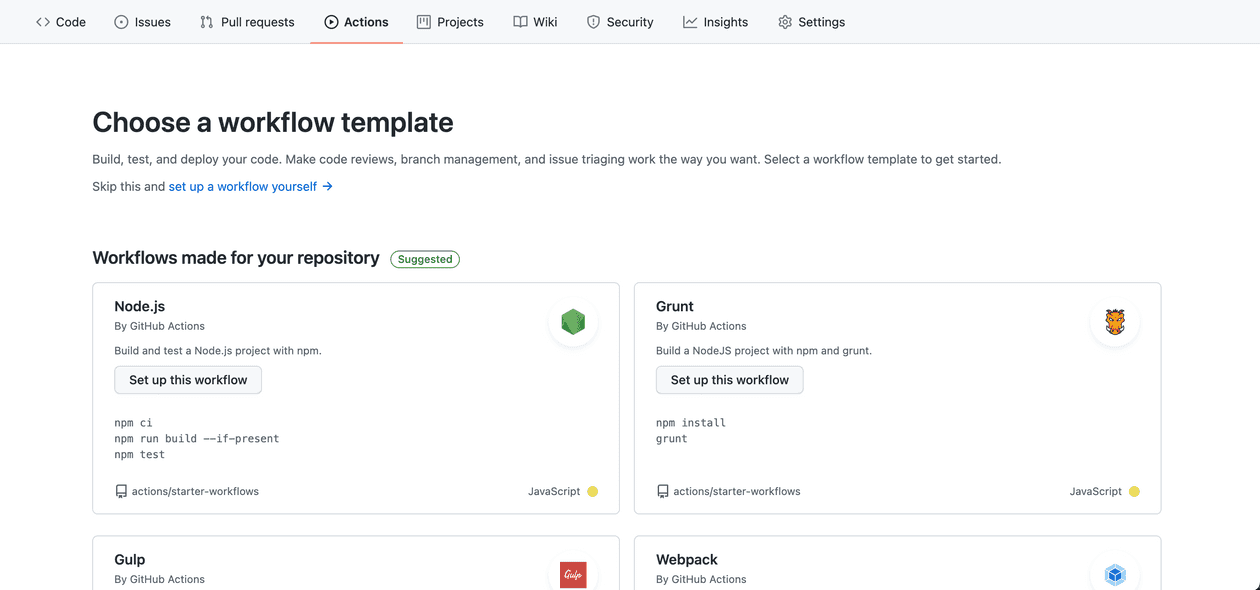 Code Issues Pull requests Actions Projects Wiki Security Insights Settings
Choose a workflow template
Build, test, and deploy your code. Make code reviews, branch management, and issue triaging work the way you want. Select a workflow template to get started.
Skip this and set up a workflow yourself →
Workflows made for your repository Suggested
Node.js
By GitHub Actions
Build and test a Node.js project with npm.
Set up this workflow
npm ci
npm run build --if-present
npm test
actions/starter-workflows JavaScript
Grunt
By GitHub Actions
Build a NodeJS project with npm and grunt.
Set up this workflow
npm install
grunt
actions/starter-workflows JavaScript
Gulp
By GitHub Actions
Gulp
Webpack
By GitHub Actions